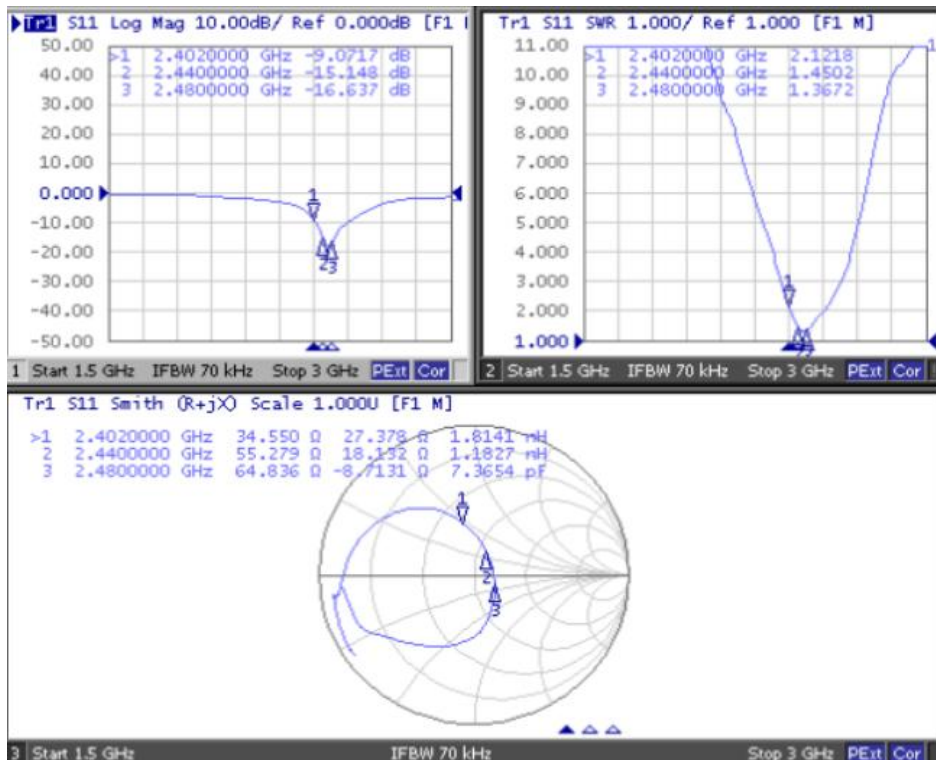 Tr1 S11 Log Mag 10.00dB/ Ref 0.000dB [F1
50.00
40.00
30.00
20.00
10.00
0.000
-10.00
-20.00
-30.00
-40.00
-50.00
>1 2.4020000 GHz -9.0717 dB
2 2.4400000 GHz -15.148 dB
3 2.4800000 GHz -16.637 dB
1
2
3
1 Start 1.5 GHz IFBW 70 kHz Stop 3 GHz PExt Cor
Tr1 S11 SWR 1.000/ Ref 1.000 [F1 M]
11.00
10.00
9.000
8.000
7.000
6.000
5.000
4.000
3.000
2.000
1.000
>1 2.4020000 GHz 2.1218
2 2.4400000 GHz 1.4502
3 2.4800000 GHz 1.3672
1
1
2 Start 1.5 GHz IFBW 70 kHz Stop 3 GHz PExt Cor
Tr1 S11 Smith (R+jX) Scale 1.000U [F1 M]
>1 2.4020000 GHz 34.550 Ω 27.378 Ω 1.8141 nH
2 2.4400000 GHz 55.279 Ω 18.132 Ω 1.1827 nH
3 2.4800000 GHz 64.836 Ω -8.7131 Ω 7.3654 pF
1
2
3
3 Start 1.5 GHz IFBW 70 kHz Stop 3 GHz PExt Cor